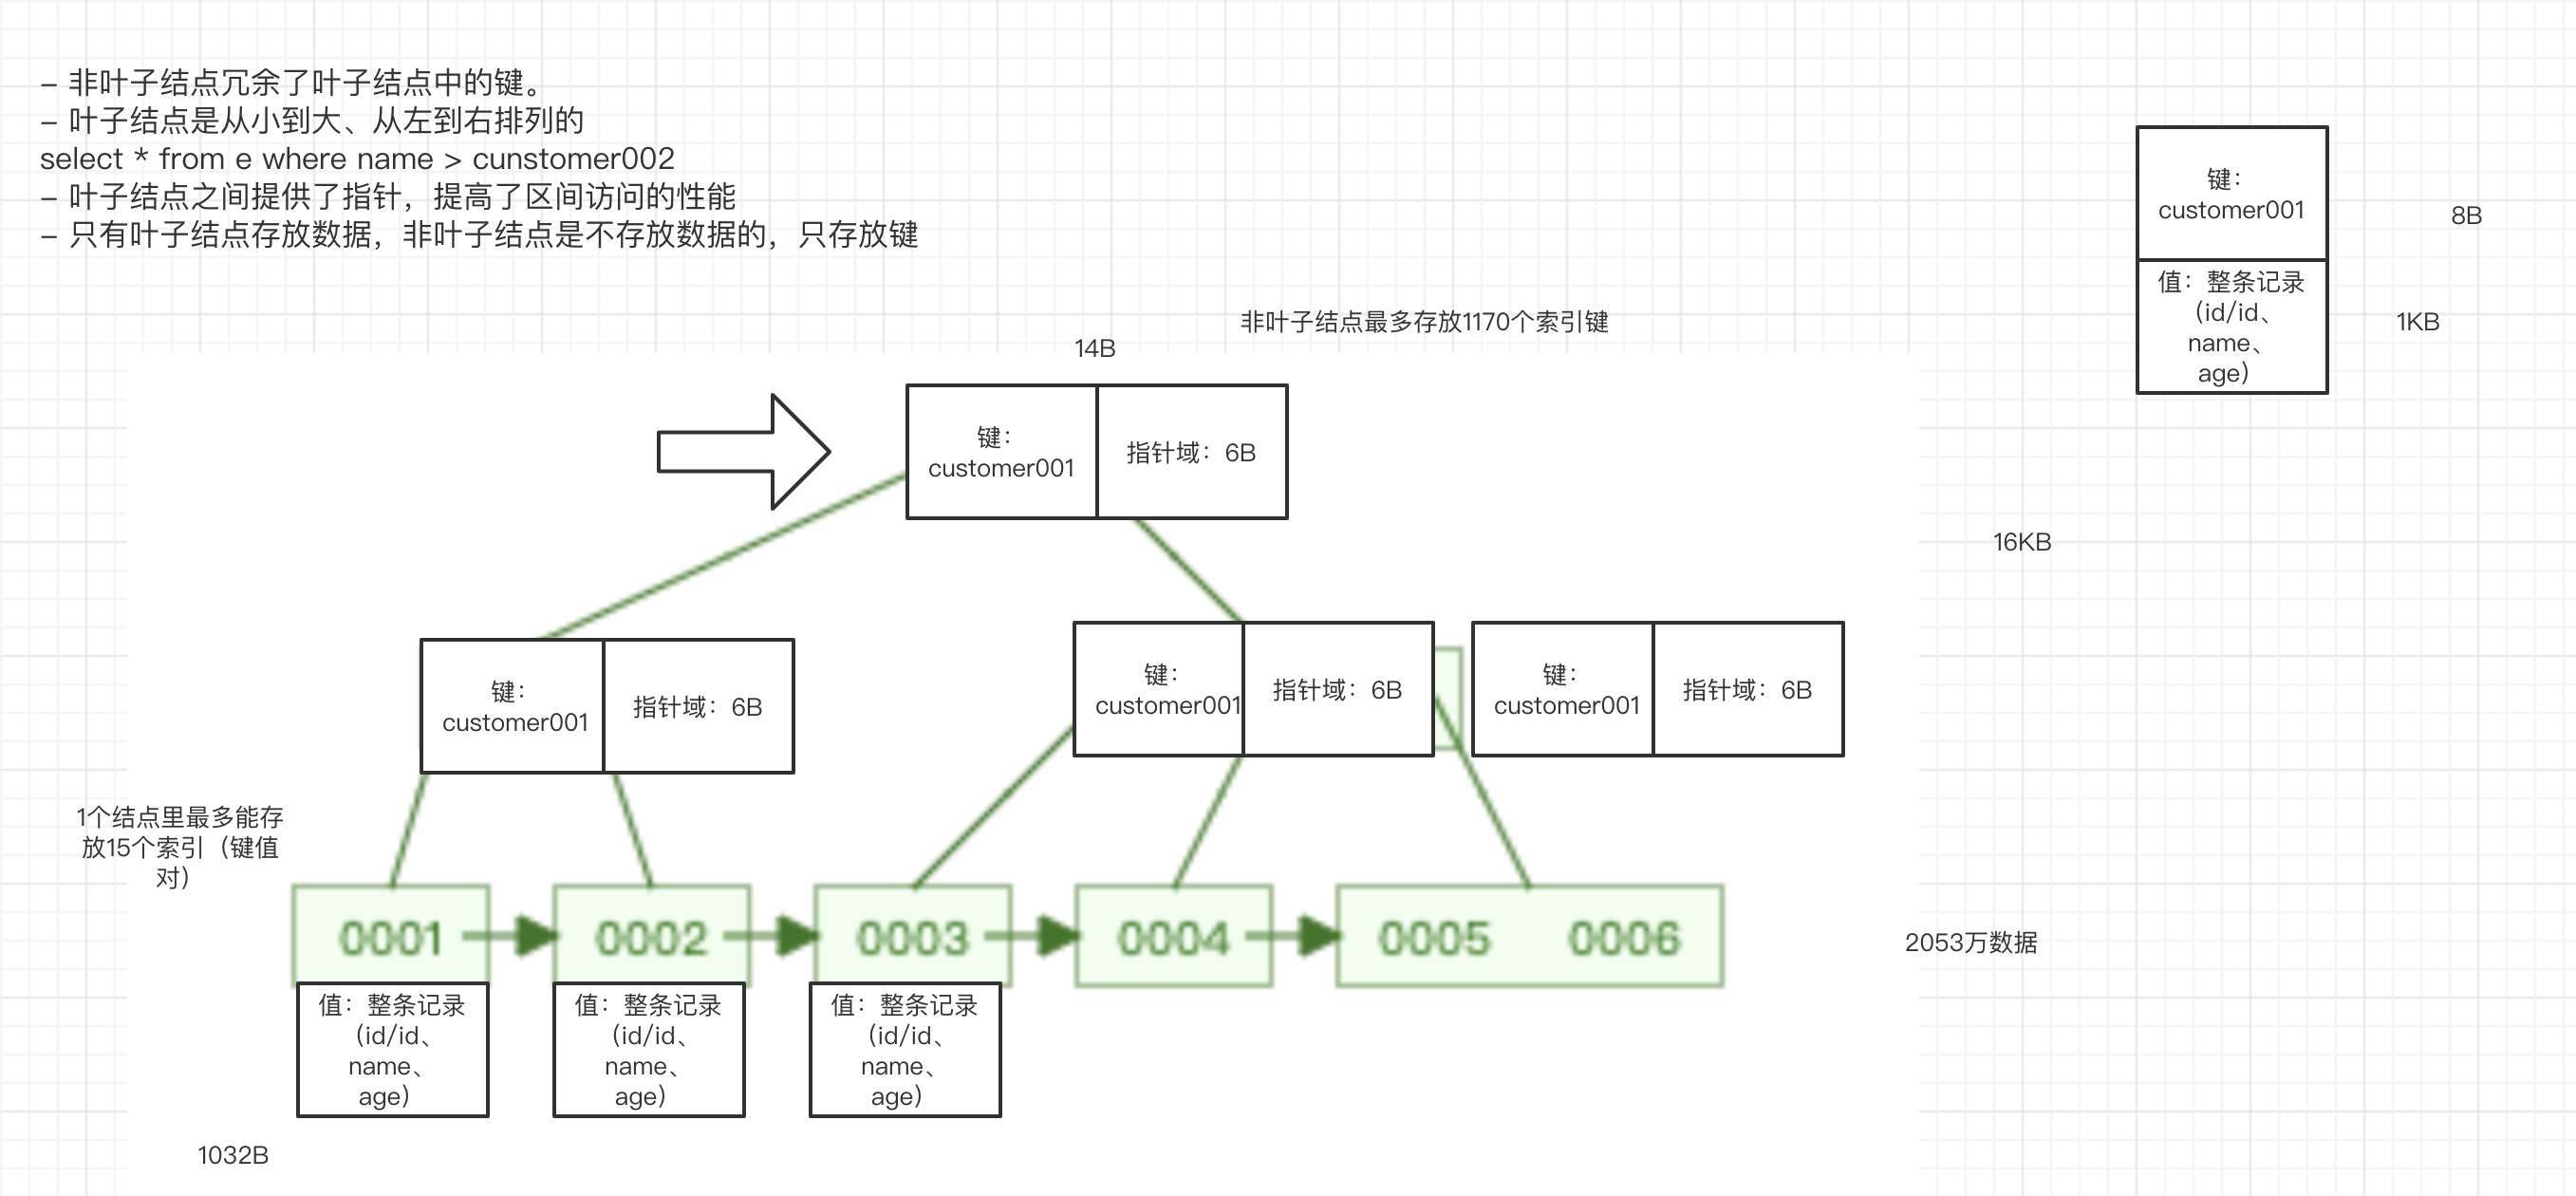 – 非叶子结点冗余了叶子结点中的键。
– 叶子结点是从小到大、从左到右排列的
select * from e where name > cunstomer002
– 叶子结点之间提供了指针，提高了区间访问的性能
– 只有叶子结点存放数据，非叶子结点是不存放数据的，只存放键
键：
customer001
8B
值：整条记录
（id/id、
name、
age）
1KB
非叶子结点最多存放1170个索引键
14B
键：
customer001
指针域：6B
16KB
键：
customer001
指针域：6B
键：
customer001
指针域：6B
键：
customer001
指针域：6B
1个结点里最多能存
放15个索引（键值
对）
0001
0002
0003
0004
0005
0006
2053万数据
值：整条记录
（id/id、
name、
age）
值：整条记录
（id/id、
name、
age）
值：整条记录
（id/id、
name、
age）
1032B